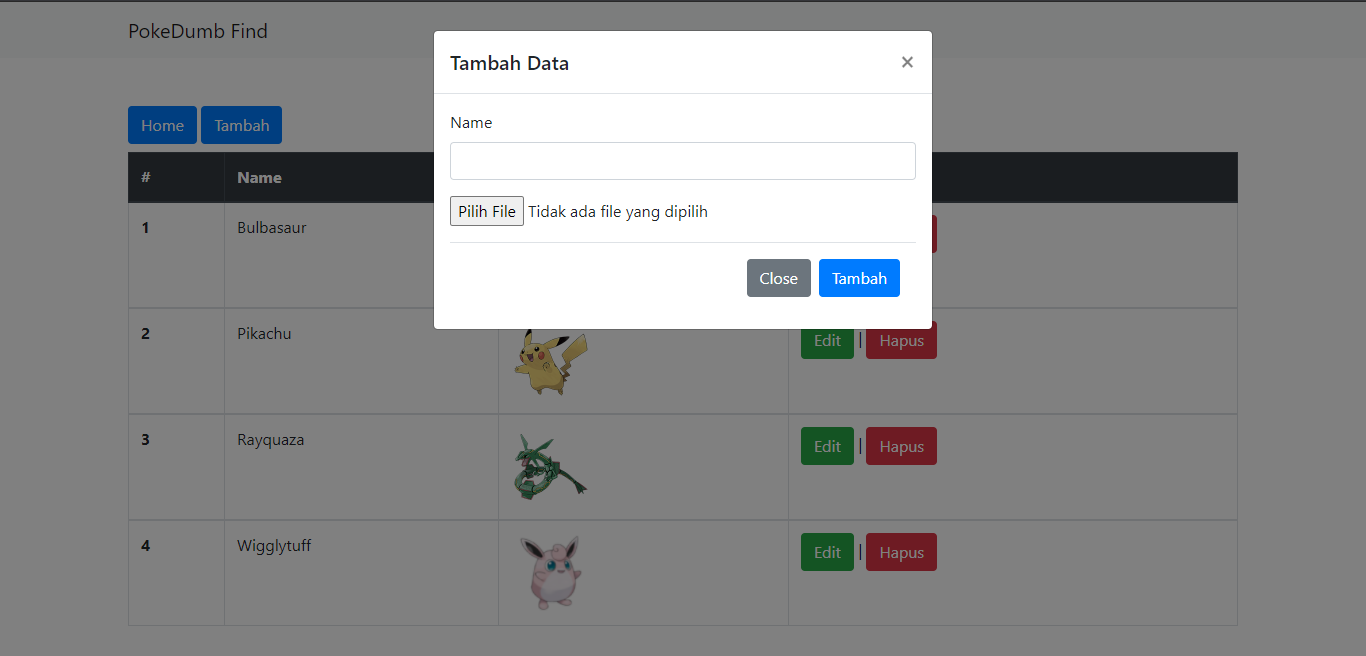 PokeDumb Find
Home Tambah
Tambah Data ×
Name
Pilih File Tidak ada file yang dipilih
Close Tambah
# Name
1 Bulbasaur
2 Pikachu Edit | Hapus
3 Rayquaza Edit | Hapus
4 Wigglytuff Edit | Hapus